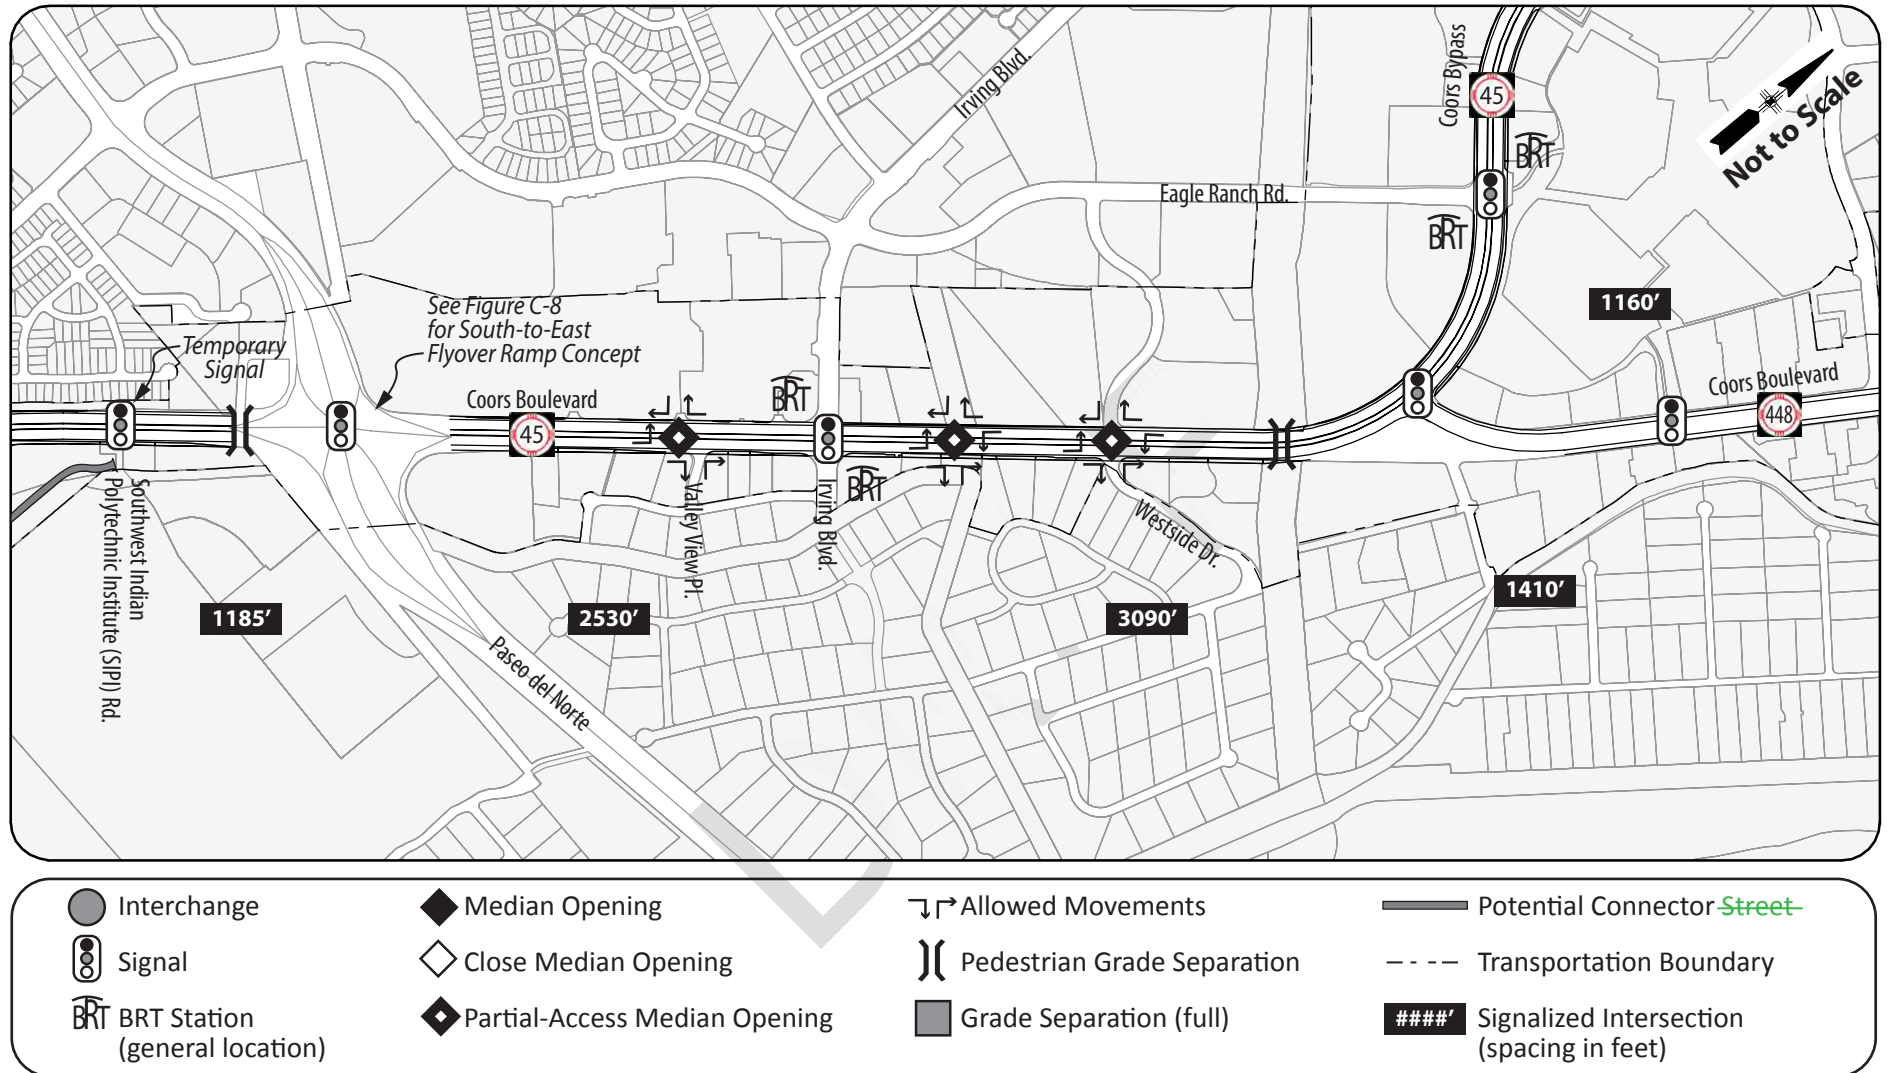 Irving Blvd.
Coors Bypass
45
BRT
Not to Scale
Eagle Ranch Rd.
BRT
See Figure C-8
for South-to-East
Flyover Ramp Concept
1160′
Temporary
Signal
Coors Boulevard
45
BRT
Coors Boulevard
448
BRT
Southwest Indian
Polytechnic Institute (SIPI) Rd.
Valley View Pl.
Irving Blvd.
Westside Dr.
1185′
2530′
3090′
1410′
Paseo del Norte
Interchange
Signal
BRT BRT Station
(general location)
Median Opening
Close Median Opening
Partial-Access Median Opening
Allowed Movements
Pedestrian Grade Separation
Grade Separation (full)
Potential Connector Street
Transportation Boundary
####′ Signalized Intersection
(spacing in feet)